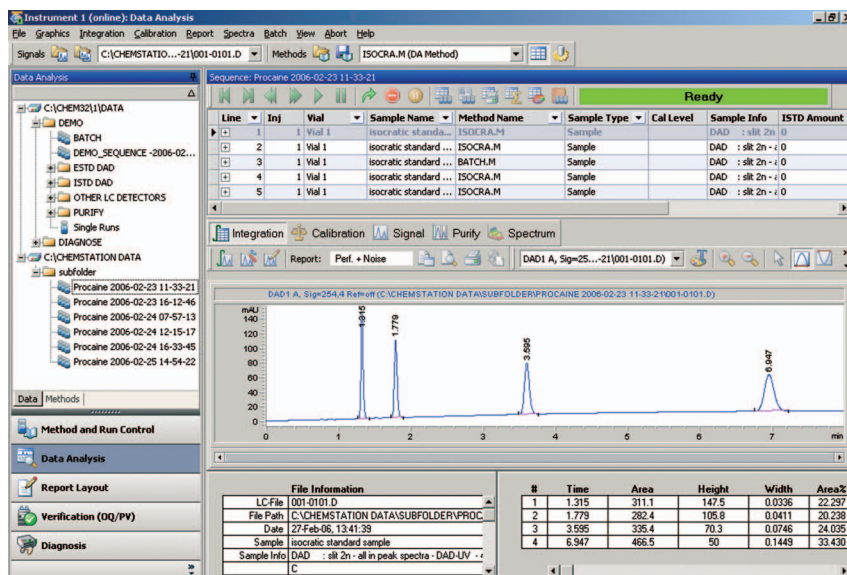 Instrument 1 (online): Data Analysis
File Graphics Integration Calibration Report Spectra Batch View Abort Help
Signals C:\CHEMSTATIO...-21\001-0101.D Methods ISOCRA.M (DA Method)
Data Analysis
C:\CHEM32\1\DATA
DEMO
BATCH
DEMO_SEQUENCE -2006-02...
ESTD DAD
ISTD DAD
OTHER LC DETECTORS
PURIFY
Single Runs
DIAGNOSE
C:\CHEMSTATION DATA
subfolder
Procaine 2006-02-23 11-33-21
Procaine 2006-02-23 16-12-46
Procaine 2006-02-24 07-57-13
Procaine 2006-02-24 12-15-17
Procaine 2006-02-24 16-33-45
Procaine 2006-02-25 14-54-22
Data Methods
Method and Run Control
Data Analysis
Report Layout
Verification (OQ/PV)
Diagnosis
Sequence: Procaine 2006-02-23 11-33-21
Ready
Line Inj Vial Sample Name Method Name Sample Type Cal Level Sample Info ISTD Amount
1 1 Vial 1 isocratic standa... ISOCRA.M Sample DAD : slit 2n 0
2 1 Vial 1 isocratic standard ... ISOCRA.M Sample DAD : slit 2n - a 0
3 1 Vial 1 isocratic standard ... BATCH.M Sample DAD : slit 2n - a 0
4 1 Vial 1 isocratic standard ... ISOCRA.M Sample DAD : slit 2n - a 0
5 1 Vial 1 isocratic standard ... ISOCRA.M Sample DAD : slit 2n - a 0
Integration Calibration Signal Purify Spectrum
Report: Perf. + Noise DAD1 A, Sig=25...-21\001-0101.D)
DAD1 A, Sig=254,4 Ref=off (C:\CHEMSTATION DATA\SUBFOLDER\PROCAINE 2006-02-23 11-33-21\001-0101.D)
mAU
140
120
100
80
60
40
20
0
1.315
1.779
3.595
6.947
0 1 2 3 4 5 6 7 min
File Information
LC-File 001-0101.D
File Path C:\CHEMSTATION DATA\SUBFOLDER\PROC
Date 27-Feb-06, 13:41:39
Sample isocratic standard sample
Sample Info DAD : slit 2n - all in peak spectra - DAD-UV -
C
# Time Area Height Width Area%
1 1.315 311.1 147.5 0.0336 22.297
2 1.779 282.4 105.8 0.0411 20.238
3 3.595 335.4 70.3 0.0746 24.035
4 6.947 466.5 50 0.1449 33.430